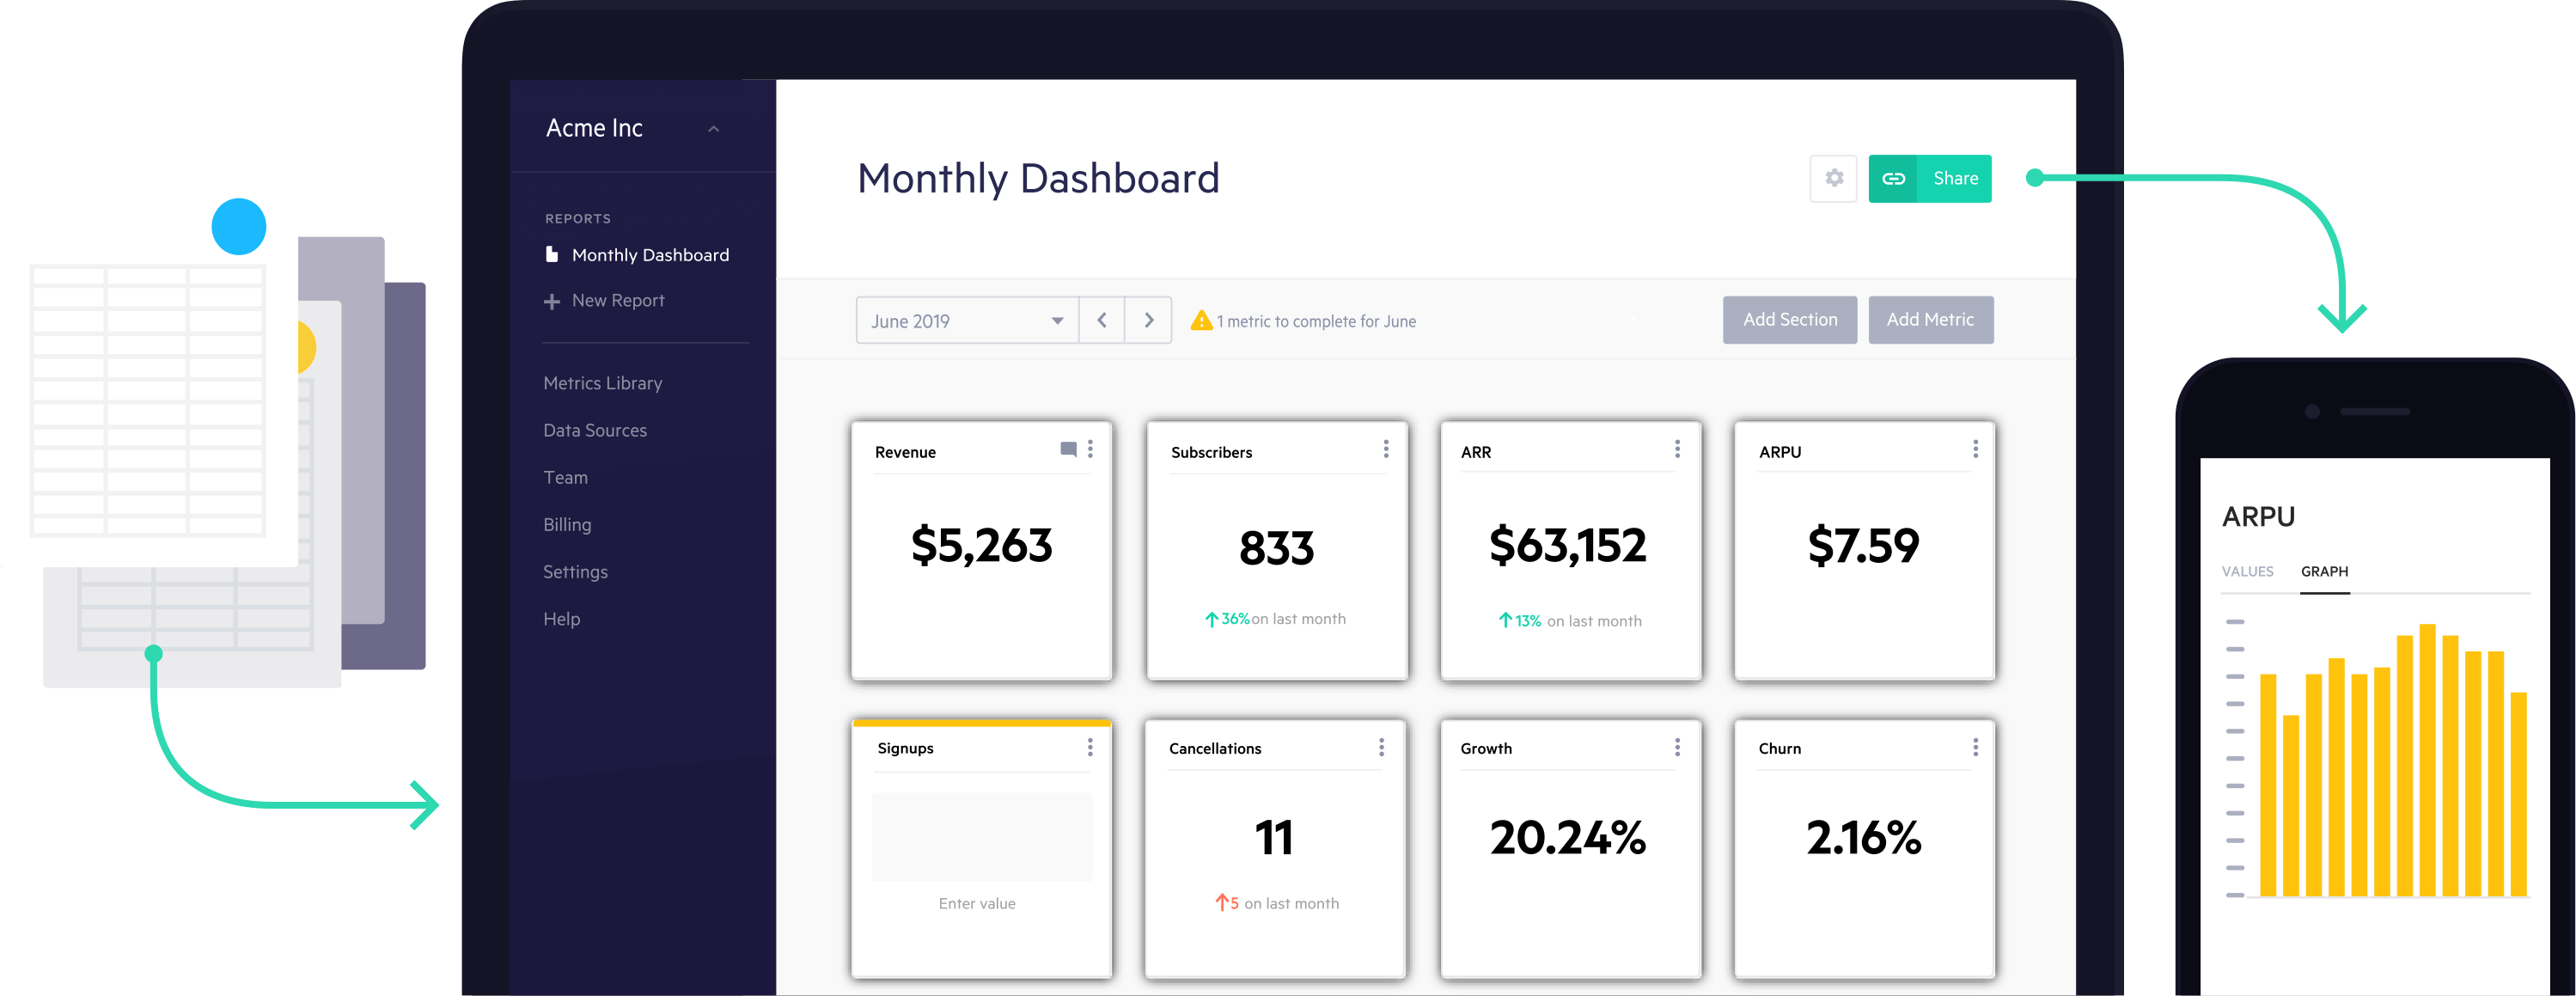 Acme Inc
REPORTS
Monthly Dashboard
New Report
Metrics Library
Data Sources
Team
Billing
Settings
Help
Monthly Dashboard
Share
June 2019
1 metric to complete for June
Add Section
Add Metric
Revenue
$5,263
Subscribers
833
36% on last month
ARR
$63,152
13% on last month
ARPU
$7.59
Signups
Enter value
Cancellations
11
5 on last month
Growth
20.24%
Churn
2.16%
ARPU
VALUES GRAPH